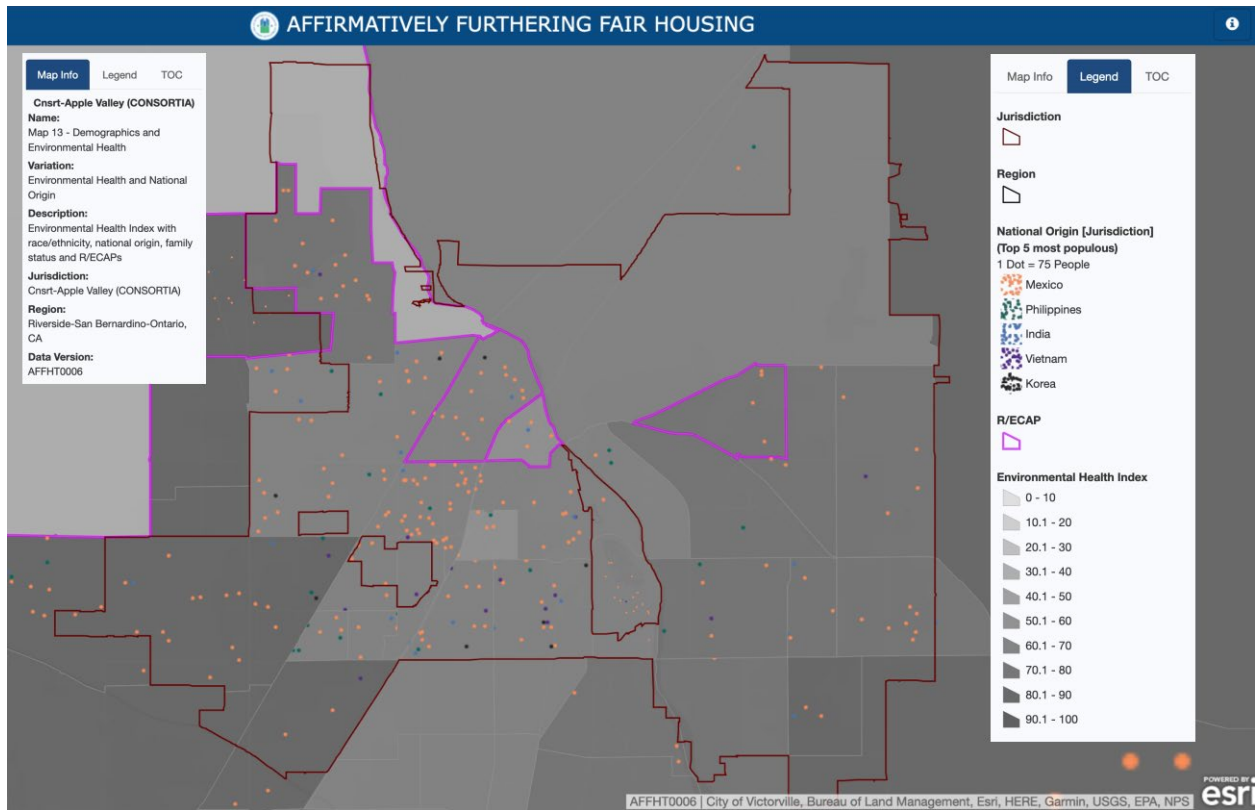 AFFIRMATIVELY FURTHERING FAIR HOUSING
Map Info Legend TOC
Cnsrt-Apple Valley (CONSORTIA)
Name:
Map 13 - Demographics and
Environmental Health
Variation:
Environmental Health and National
Origin
Description:
Environmental Health Index with
race/ethnicity, national origin, family
status and R/ECAPs
Jurisdiction:
Cnsrt-Apple Valley (CONSORTIA)
Region:
Riverside-San Bernardino-Ontario,
CA
Data Version:
AFFHT0006
Map Info Legend TOC
Jurisdiction
Region
National Origin [Jurisdiction]
(Top 5 most populous)
1 Dot = 75 People
Mexico
Philippines
India
Vietnam
Korea
R/ECAP
Environmental Health Index
0 - 10
10.1 - 20
20.1 - 30
30.1 - 40
40.1 - 50
50.1 - 60
60.1 - 70
70.1 - 80
80.1 - 90
90.1 - 100
POWERED BY
esri
AFFHT0006 | City of Victorville, Bureau of Land Management, Esri, HERE, Garmin, USGS, EPA, NPS